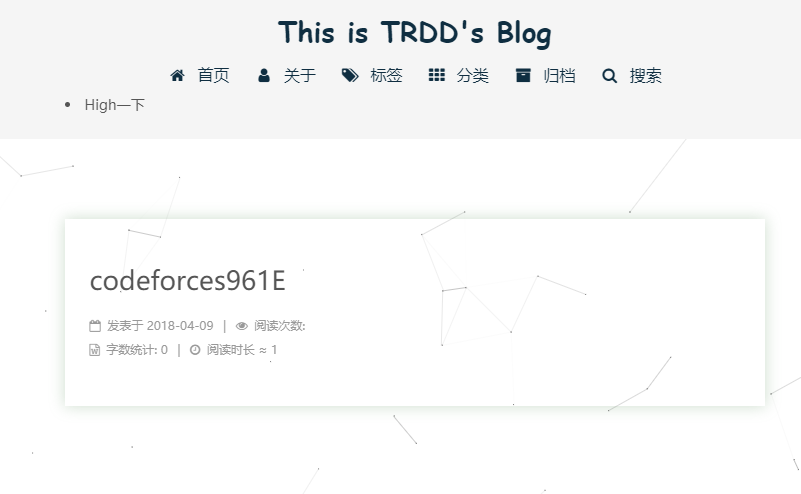 This is TRDD's Blog
首页 关于 标签 分类 归档 搜索
High一下
codeforces961E
发表于 2018-04-09 | 阅读次数:
字数统计: 0 | 阅读时长 ≈ 1